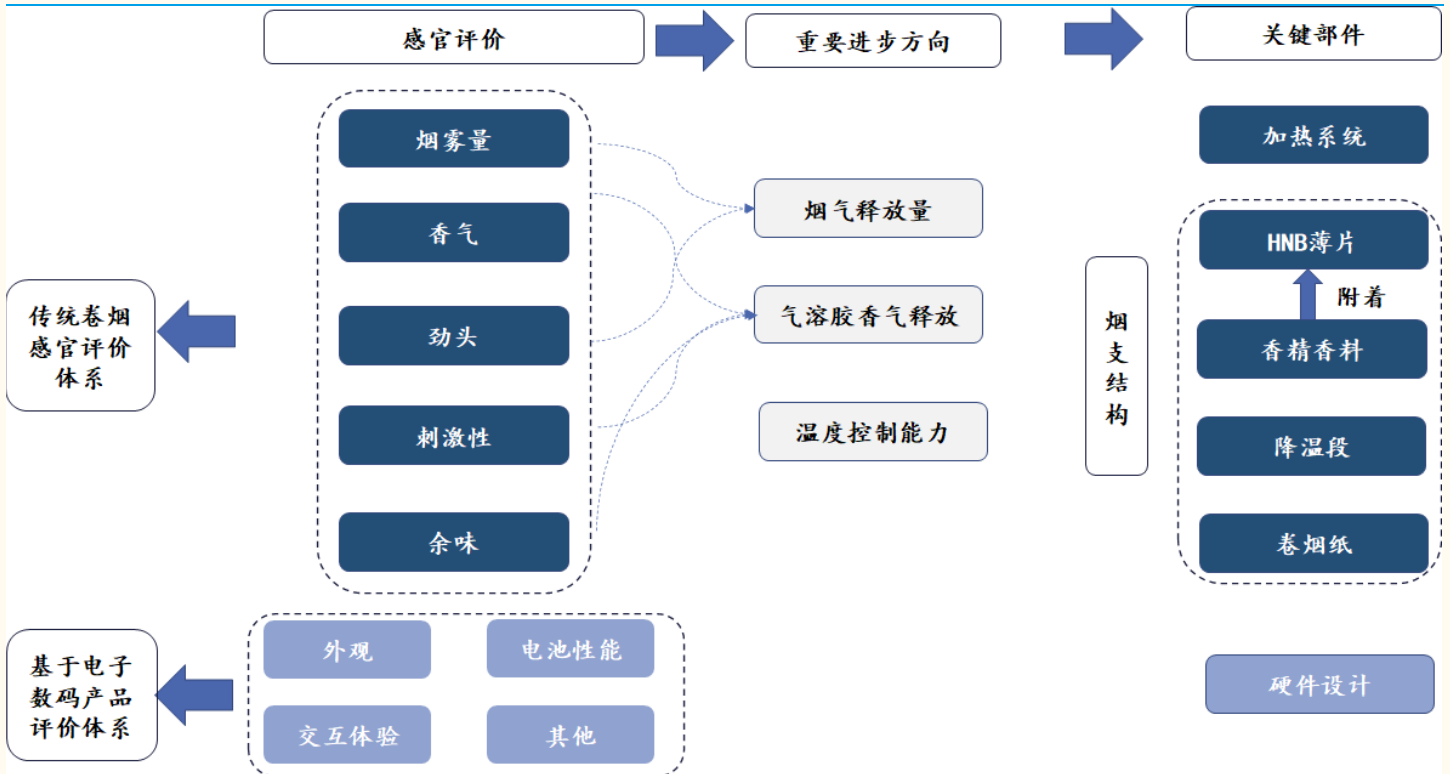 感官评价
重要进步方向
关键部件
烟雾量
香气
劲头
刺激性
余味
烟气释放量
气溶胶香气释放
温度控制能力
加热系统
HNB薄片
附着
香精香料
降温段
卷烟纸
烟
支
结
构
传统卷烟
感官评价
体系
基于电子
数码产品
评价体系
外观
电池性能
交互体验
其他
硬件设计